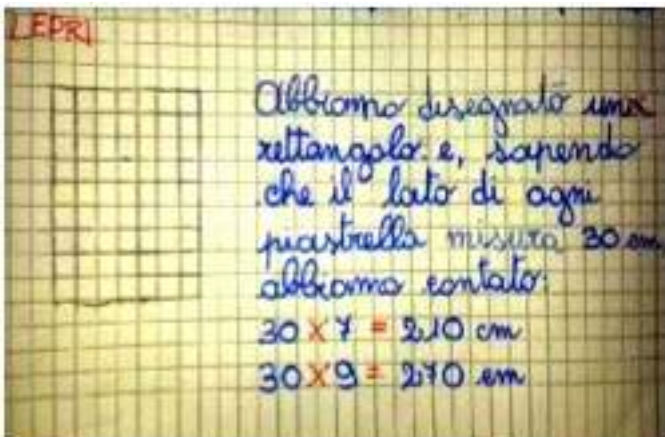 LEPRI
Abbiamo disegnato una
rettangolo e, sapendo
che il lato di ogni
piastrella misura 30 cm,
abbiamo contato:
30 x 7 = 210 cm
30 x 9 = 270 cm